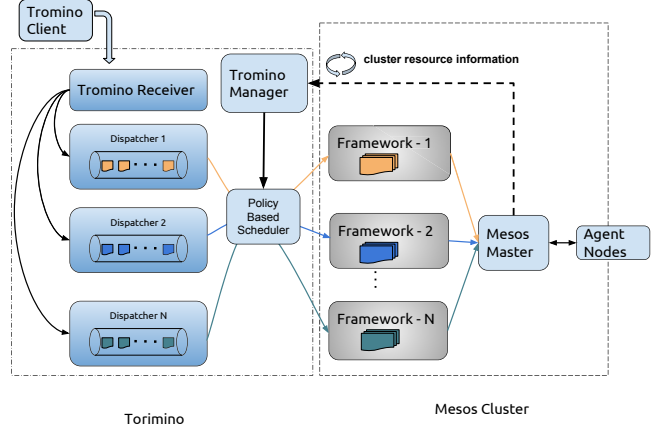 Tromino
Client
cluster resource information
Tromino Receiver
Tromino
Manager
Dispatcher 1
Framework - 1
Dispatcher 2
Policy
Based
Scheduler
Framework - 2
Mesos
Master
Agent
Nodes
Dispatcher N
Framework - N
Torimino
Mesos Cluster